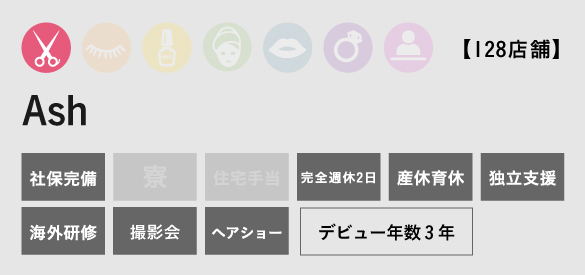 【128店舗】
Ash
社保完備 寮 住宅手当 完全週休2日 産休育休 独立支援
海外研修 撮影会 ヘアショー デビュー年数3年